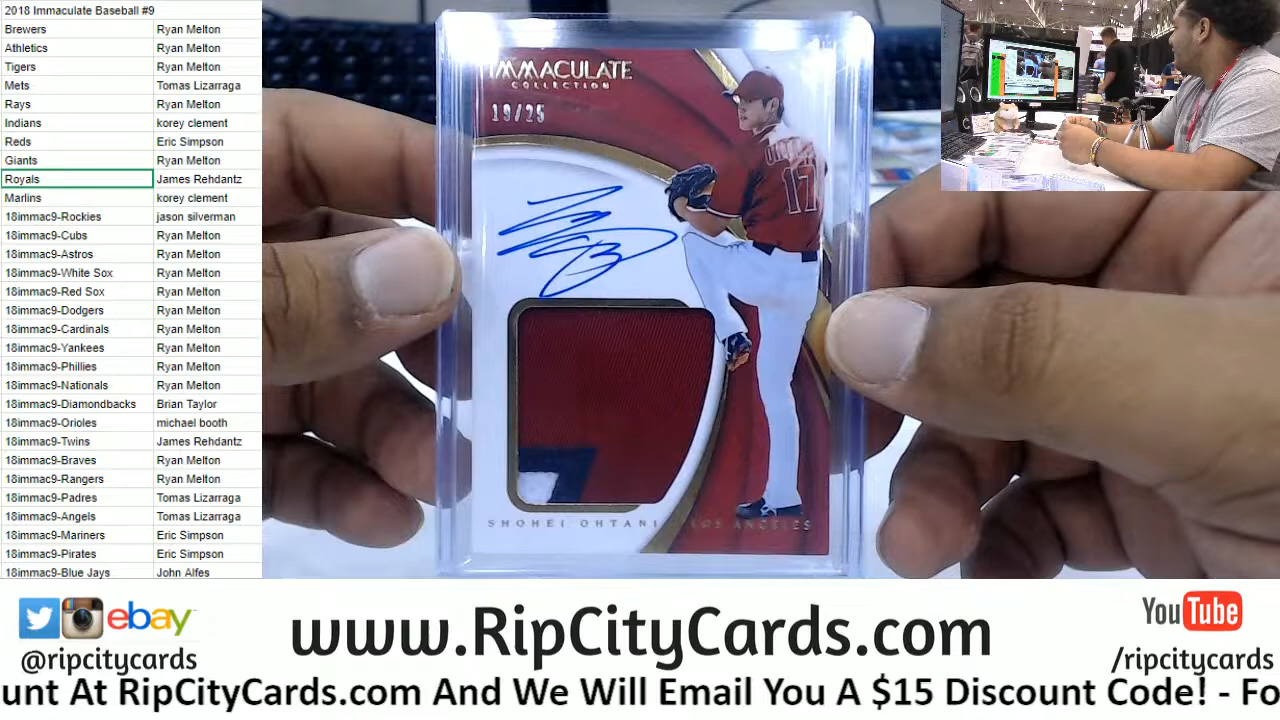 2018 Immaculate Baseball #9
Brewers Ryan Melton
Athletics Ryan Melton
Tigers Ryan Melton
Mets Tomas Lizarraga
Rays Ryan Melton
Indians korey clement
Reds Eric Simpson
Giants Ryan Melton
Royals James Rehdantz
Marlins korey clement
18immac9-Rockies jason silverman
18immac9-Cubs Ryan Melton
18immac9-Astros Ryan Melton
18immac9-White Sox Ryan Melton
18immac9-Red Sox Ryan Melton
18immac9-Dodgers Ryan Melton
18immac9-Cardinals Ryan Melton
18immac9-Yankees Ryan Melton
18immac9-Phillies Ryan Melton
18immac9-Nationals Ryan Melton
18immac9-Diamondbacks Brian Taylor
18immac9-Orioles michael booth
18immac9-Twins James Rehdantz
18immac9-Braves Ryan Melton
18immac9-Rangers Ryan Melton
18immac9-Padres Tomas Lizarraga
18immac9-Angels Tomas Lizarraga
18immac9-Mariners Eric Simpson
18immac9-Pirates Eric Simpson
18immac9-Blue Jays John Alfes
IMMACULATE
COLLECTION
19/25
17
SHOHEI OHTANI LOS ANGELES
ebay
@ripcitycards
www.RipCityCards.com
YouTube
/ripcitycards
unt At RipCityCards.com And We Will Email You A $15 Discount Code! - Fo